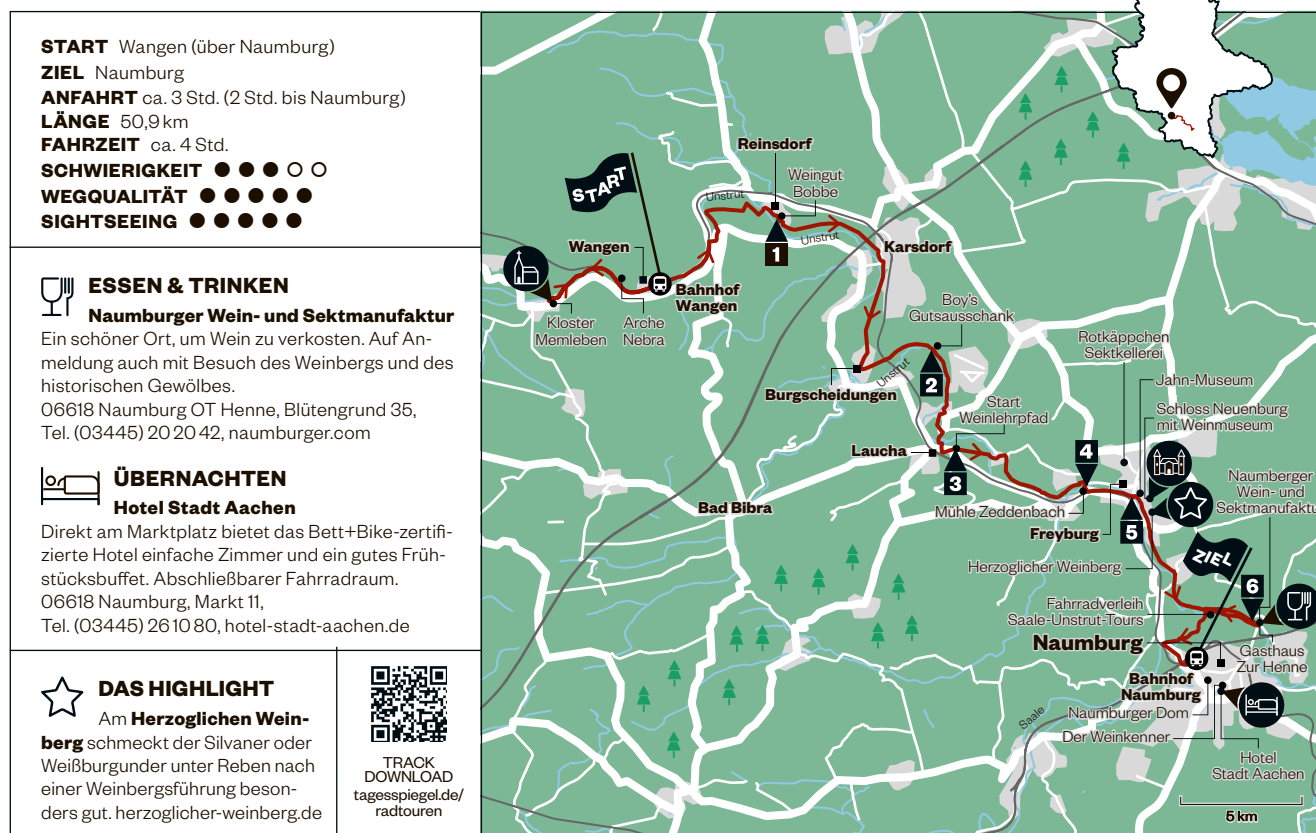 START Wangen (über Naumburg)
ZIEL Naumburg
ANFAHRT ca. 3 Std. (2 Std. bis Naumburg)
LÄNGE 50,9 km
FAHRZEIT ca. 4 Std.
SCHWIERIGKEIT
WEGQUALITÄT
SIGHTSEEING
ESSEN & TRINKEN
Naumburger Wein- und Sektmanufaktur
Ein schöner Ort, um Wein zu verkosten. Auf An-
meldung auch mit Besuch des Weinbergs und des
historischen Gewölbes.
06618 Naumburg OT Henne, Blütengrund 35,
Tel. (03445) 20 20 42, naumburger.com
ÜBERNACHTEN
Hotel Stadt Aachen
Direkt am Marktplatz bietet das Bett+Bike-zertifi-
zierte Hotel einfache Zimmer und ein gutes Früh-
stücksbuffet. Abschließbarer Fahrradraum.
06618 Naumburg, Markt 11,
Tel. (03445) 26 10 80, hotel-stadt-aachen.de
DAS HIGHLIGHT
Am Herzoglichen Wein-
berg schmeckt der Silvaner oder
Weißburgunder unter Reben nach
einer Weinbergsführung beson-
ders gut. herzoglicher-weinberg.de
TRACK
DOWNLOAD
tagesspiegel.de/
radtouren
START
Reinsdorf
Weingut
Bobbe
Unstrut
Unstrut
1
Wangen
Karsdorf
Bahnhof
Wangen
Kloster
Memleben
Arche
Nebra
Boy's
Gutsausschank
Rotkäppchen
Sektkellerei
Unstrut
2
Burgscheidungen
Jahn-Museum
Start
Weinlehrpfad
Schloss Neuenburg
mit Weinmuseum
Laucha
3
4
Naumberger
Wein- und
Sektmanufaktu
Bad Bibra
Mühle Zeddenbach
Freyburg
5
Herzoglicher Weinberg
ZIEL
6
Fahrradverleih
Saale-Unstrut-Tours
Naumburg
Gasthaus
Zur Henne
Bahnhof
Naumburg
Naumburger Dom
Saale
Der Weinkenner
Hotel
Stadt Aachen
5 km